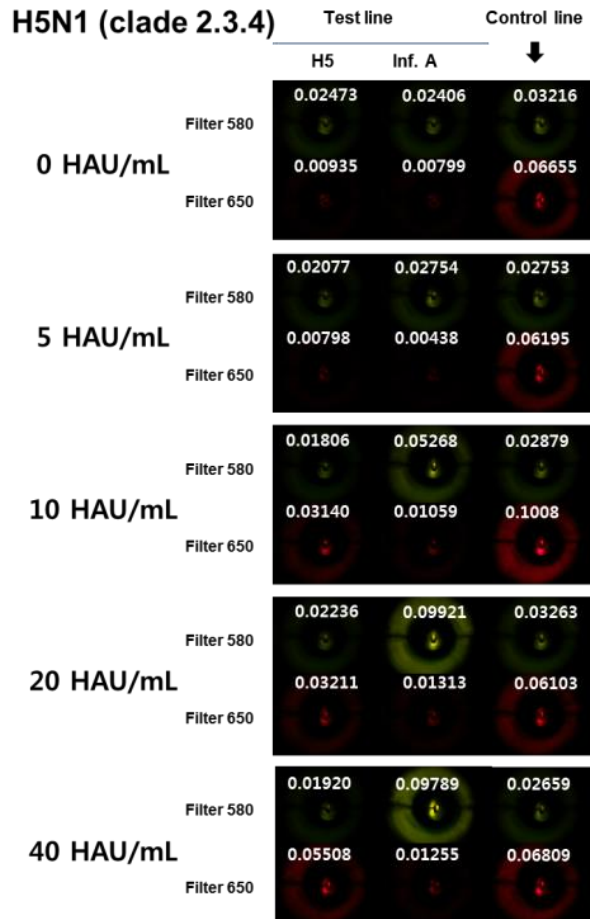 H5N1 (clade 2.3.4)
Test line
Control line
H5
Inf. A
0.02473 0.02406 0.03216
Filter 580
0 HAU/mL
0.00935 0.00799 0.06655
Filter 650
0.02077 0.02754 0.02753
Filter 580
5 HAU/mL
0.00798 0.00438 0.06195
Filter 650
0.01806 0.05268 0.02879
Filter 580
10 HAU/mL
0.03140 0.01059 0.1008
Filter 650
0.02236 0.09921 0.03263
Filter 580
20 HAU/mL
0.03211 0.01313 0.06103
Filter 650
0.01920 0.09789 0.02659
Filter 580
40 HAU/mL
0.05508 0.01255 0.06809
Filter 650